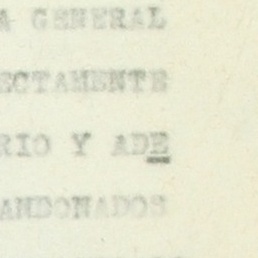 A GENERAL
ECTAMENTE
RIO Y ADE
ANDONADOS